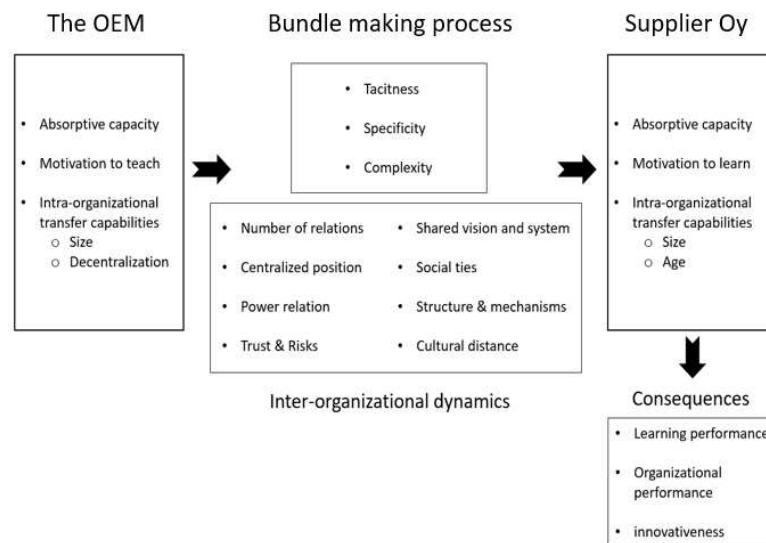 The OEM
Bundle making process
Supplier Oy
• Absorptive capacity
• Motivation to teach
• Intra-organizational
transfer capabilities
o Size
o Decentralization
• Tacitness
• Specificity
• Complexity
• Number of relations
• Centralized position
• Power relation
• Trust & Risks
• Shared vision and system
• Social ties
• Structure & mechanisms
• Cultural distance
Inter-organizational dynamics
• Absorptive capacity
• Motivation to learn
• Intra-organizational
transfer capabilities
o Size
o Age
Consequences
• Learning performance
• Organizational
performance
• innovativeness